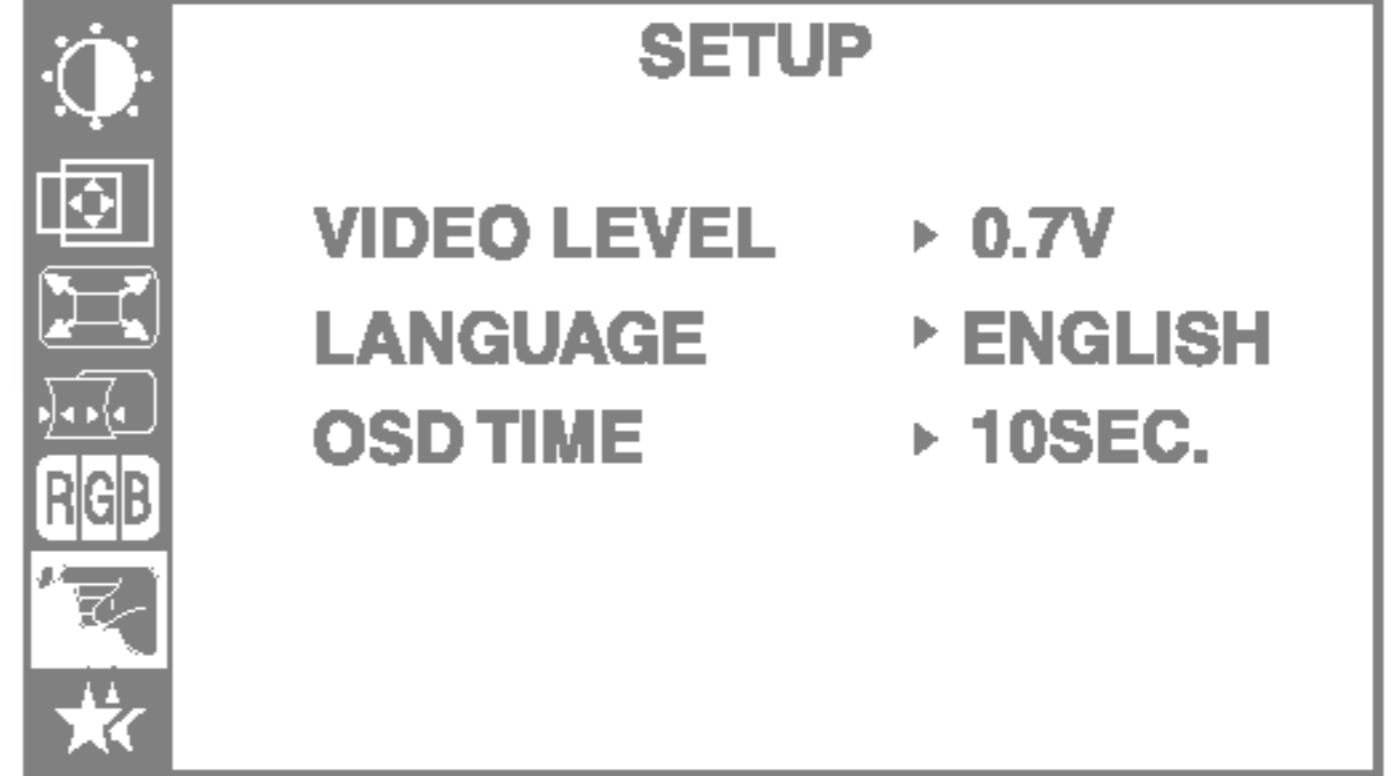 SETUP
VIDEO LEVEL ▸ 0.7V
LANGUAGE ▸ ENGLISH
OSD TIME ▸ 10SEC.
RGB